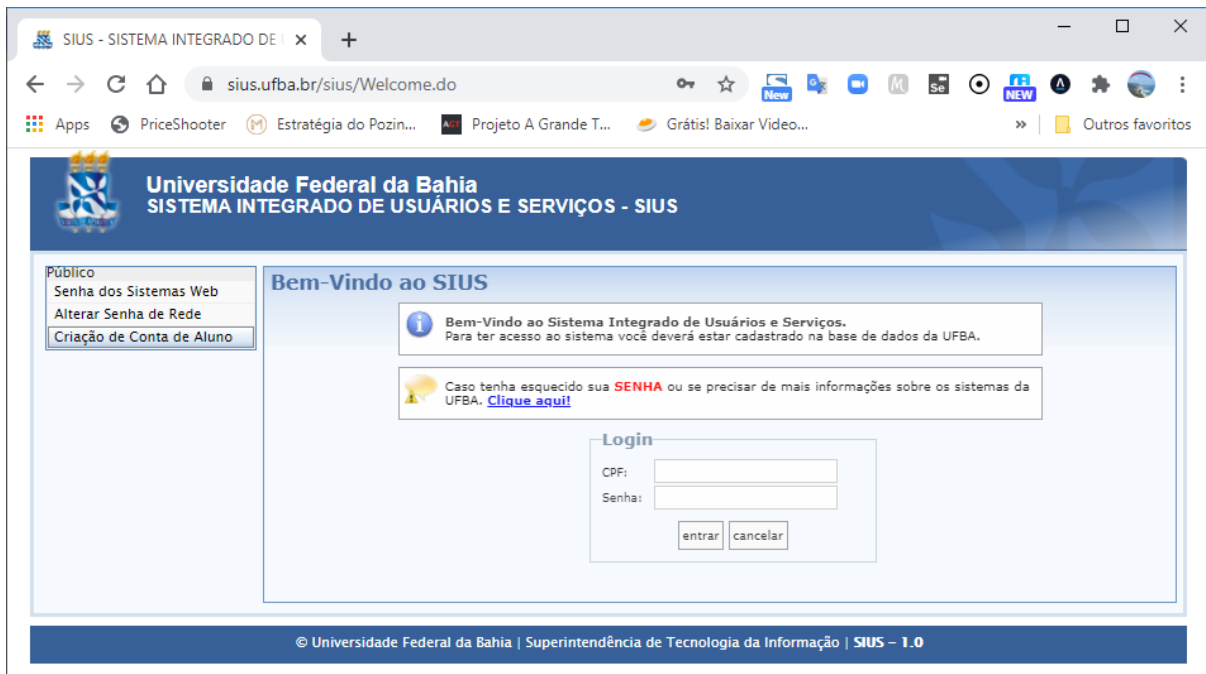 SIUS - SISTEMA INTEGRADO DE U
sius.ufba.br/sius/Welcome.do
New
M
Se
NEW
Apps
PriceShooter
M
Estratégia do Pozin...
AGT
Projeto A Grande T...
Grátis! Baixar Video...
»
Outros favoritos
Universidade Federal da Bahia
SISTEMA INTEGRADO DE USUÁRIOS E SERVIÇOS - SIUS
Público
Senha dos Sistemas Web
Alterar Senha de Rede
Criação de Conta de Aluno
Bem-Vindo ao SIUS
Bem-Vindo ao Sistema Integrado de Usuários e Serviços.
Para ter acesso ao sistema você deverá estar cadastrado na base de dados da UFBA.
Caso tenha esquecido sua SENHA ou se precisar de mais informações sobre os sistemas da
UFBA. Clique aqui!
Login
CPF:
Senha:
entrar cancelar
© Universidade Federal da Bahia | Superintendência de Tecnologia da Informação | SIUS – 1.0